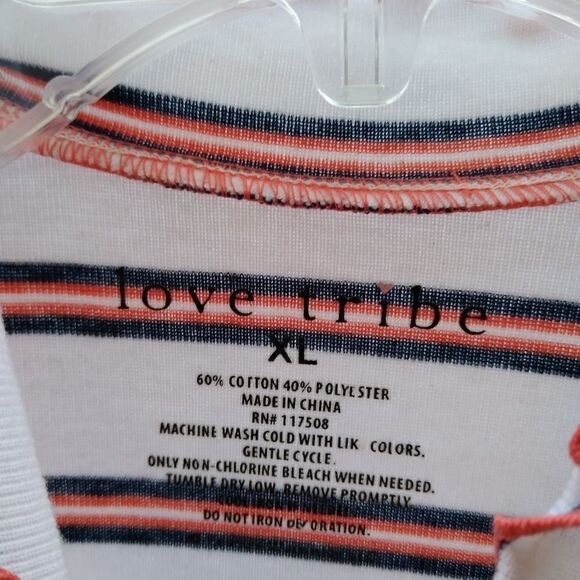 love tribe
XL
60% COTTON 40% POLYESTER
MADE IN CHINA
RN# 117508
MACHINE WASH COLD WITH LIK COLORS.
GENTLE CYCLE.
ONLY NON-CHLORINE BLEACH WHEN NEEDED.
TUMBLE DRY LOW. REMOVE PROMPTLY
DO NOT IRON DECORATION.